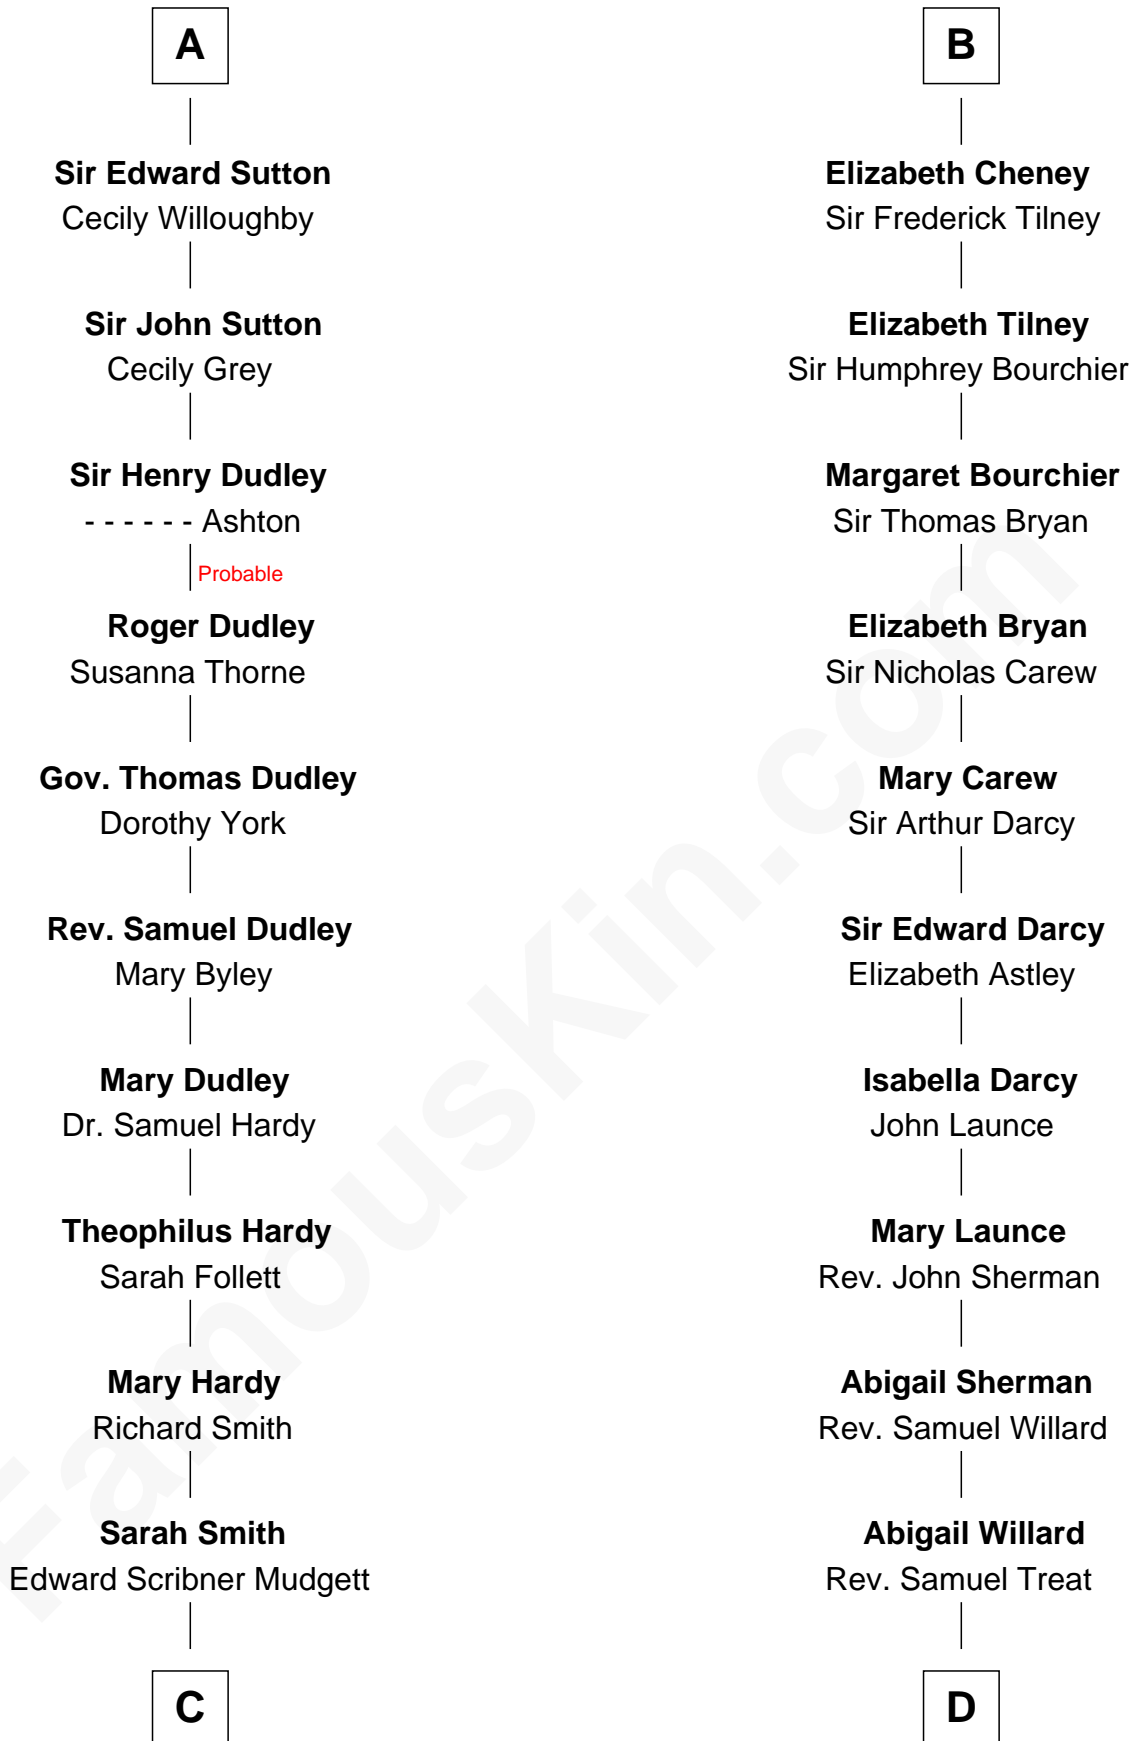 A
Sir Edward Sutton
Cecily Willoughby
Sir John Sutton
Cecily Grey
Sir Henry Dudley
- - - - - - Ashton
Probable
Roger Dudley
Susanna Thorne
Gov. Thomas Dudley
Dorothy York
Rev. Samuel Dudley
Mary Byley
Mary Dudley
Dr. Samuel Hardy
Theophilus Hardy
Sarah Follett
Mary Hardy
Richard Smith
Sarah Smith
Edward Scribner Mudgett
C
B
Elizabeth Cheney
Sir Frederick Tilney
Elizabeth Tilney
Sir Humphrey Bourchier
Margaret Bourchier
Sir Thomas Bryan
Elizabeth Bryan
Sir Nicholas Carew
Mary Carew
Sir Arthur Darcy
Sir Edward Darcy
Elizabeth Astley
Isabella Darcy
John Launce
Mary Launce
Rev. John Sherman
Abigail Sherman
Rev. Samuel Willard
Abigail Willard
Rev. Samuel Treat
D
FamousKin.com